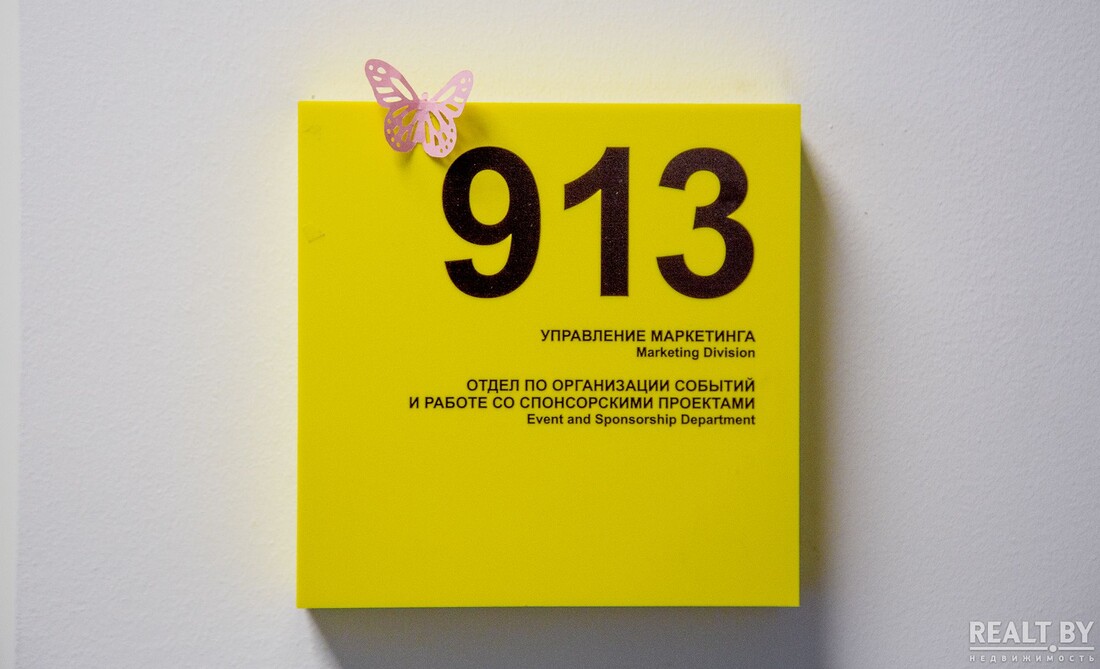 913
УПРАВЛЕНИЕ МАРКЕТИНГА
Marketing Division
ОТДЕЛ ПО ОРГАНИЗАЦИИ СОБЫТИЙ
И РАБОТЕ СО СПОНСОРСКИМИ ПРОЕКТАМИ
Event and Sponsorship Department
REALT.BY
НЕДВИЖИМОСТЬ